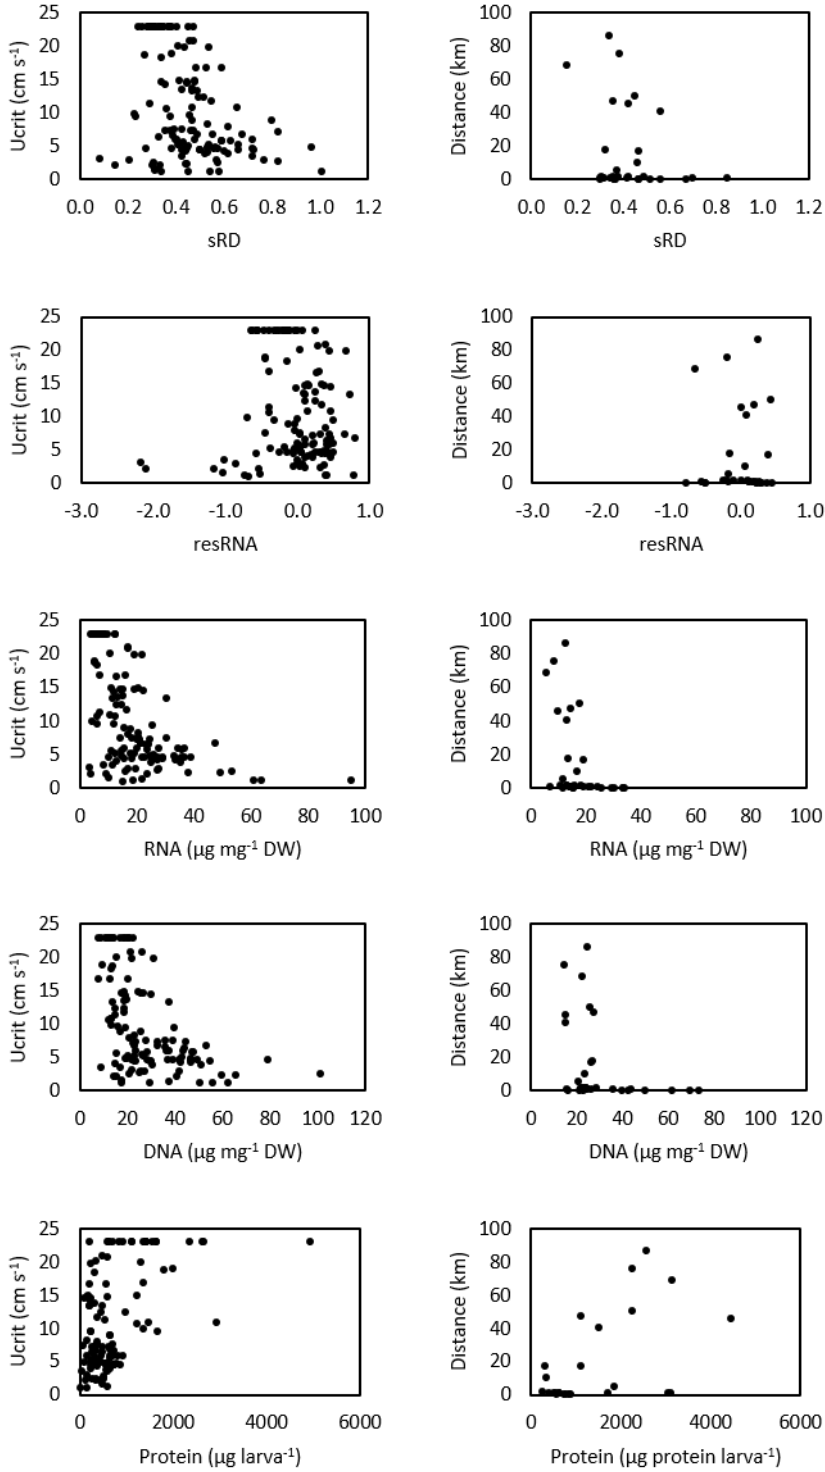 25
20
15
10
5
0
Ucrit (cm s-1)
0.0 0.2 0.4 0.6 0.8 1.0 1.2
sRD
100
80
60
40
20
0
Distance (km)
0.0 0.2 0.4 0.6 0.8 1.0 1.2
sRD
25
20
15
10
5
0
Ucrit (cm s-1)
-3.0 -2.0 -1.0 0.0 1.0
resRNA
100
80
60
40
20
0
Distance (km)
-3.0 -2.0 -1.0 0.0 1.0
resRNA
25
20
15
10
5
0
Ucrit (cm s-1)
0 20 40 60 80 100
RNA (µg mg-1 DW)
100
80
60
40
20
0
Distance (km)
0 20 40 60 80 100
RNA (µg mg-1 DW)
25
20
15
10
5
0
Ucrit (cm s-1)
0 20 40 60 80 100 120
DNA (µg mg-1 DW)
100
80
60
40
20
0
Distance (km)
0 20 40 60 80 100 120
DNA (µg mg-1 DW)
25
20
15
10
5
0
Ucrit (cm s-1)
0 2000 4000 6000
Protein (µg larva-1)
100
80
60
40
20
0
Distance (km)
0 2000 4000 6000
Protein (µg protein larva-1)